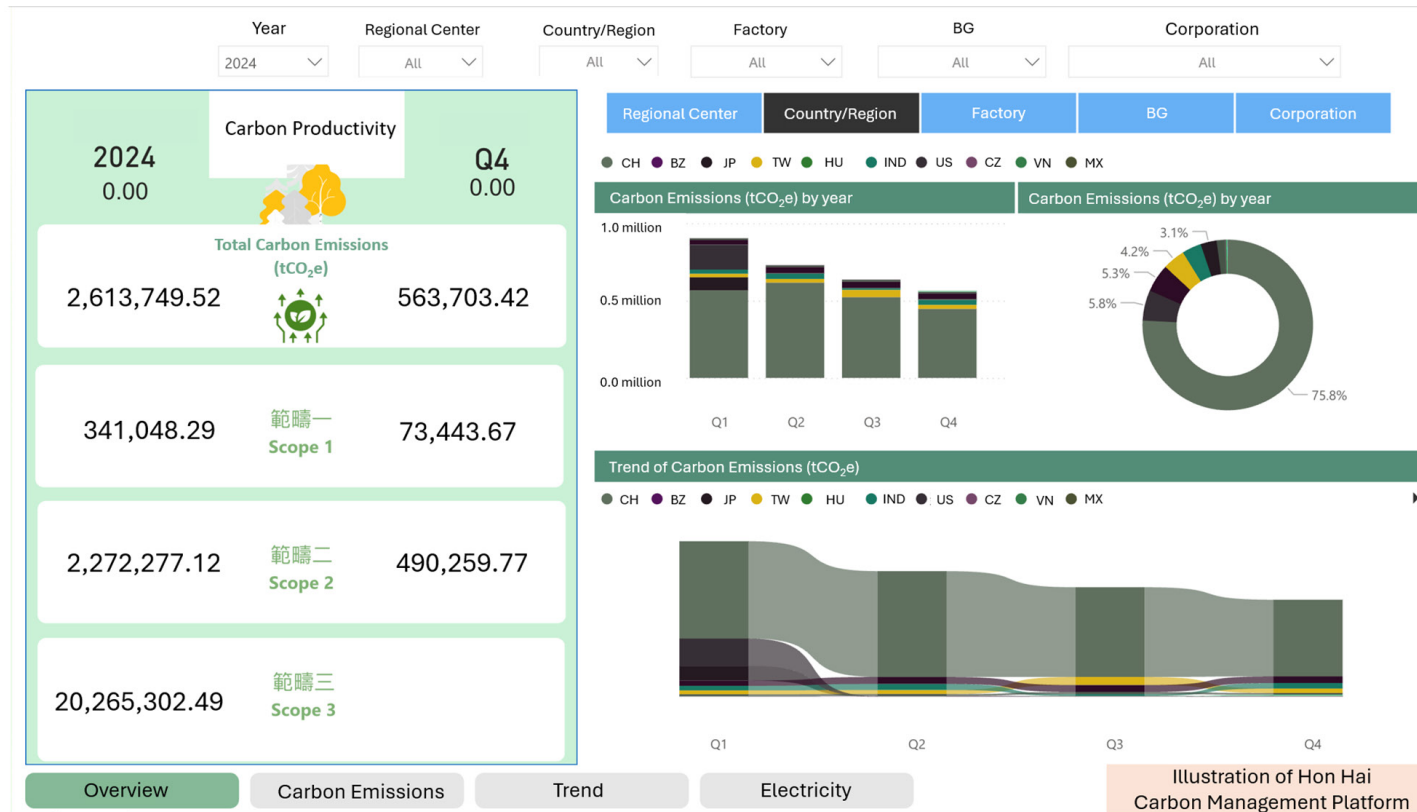 Year
Regional Center
Country/Region
Factory
BG
Corporation
2024
All
All
All
All
All
Carbon Productivity
2024
0.00
Q4
0.00
Total Carbon Emissions
(tCO₂e)
2,613,749.52
563,703.42
341,048.29
範疇一
Scope 1
73,443.67
2,272,277.12
範疇二
Scope 2
490,259.77
20,265,302.49
範疇三
Scope 3
Regional Center
Country/Region
Factory
BG
Corporation
CH BZ JP TW HU IND US CZ VN MX
Carbon Emissions (tCO₂e) by year
1.0 million
0.5 million
0.0 million
Q1 Q2 Q3 Q4
Carbon Emissions (tCO₂e) by year
3.1%
4.2%
5.3%
5.8%
75.8%
Trend of Carbon Emissions (tCO₂e)
CH BZ JP TW HU IND US CZ VN MX
Q1 Q2 Q3 Q4
Overview
Carbon Emissions
Trend
Electricity
Illustration of Hon Hai
Carbon Management Platform